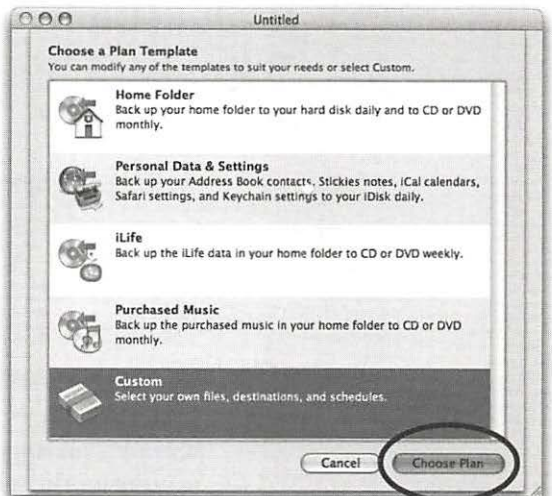 Untitled
Choose a Plan Template
You can modify any of the templates to suit your needs or select Custom.
Home Folder
Back up your home folder to your hard disk daily and to CD or DVD
monthly.
Personal Data & Settings
Back up your Address Book contacts, Stickies notes, iCal calendars,
Safari settings, and Keychain settings to your iDisk daily.
iLife
Back up the iLife data in your home folder to CD or DVD weekly.
Purchased Music
Back up the purchased music in your home folder to CD or DVD
monthly.
Custom
Select your own files, destinations, and schedules.
Cancel Choose Plan